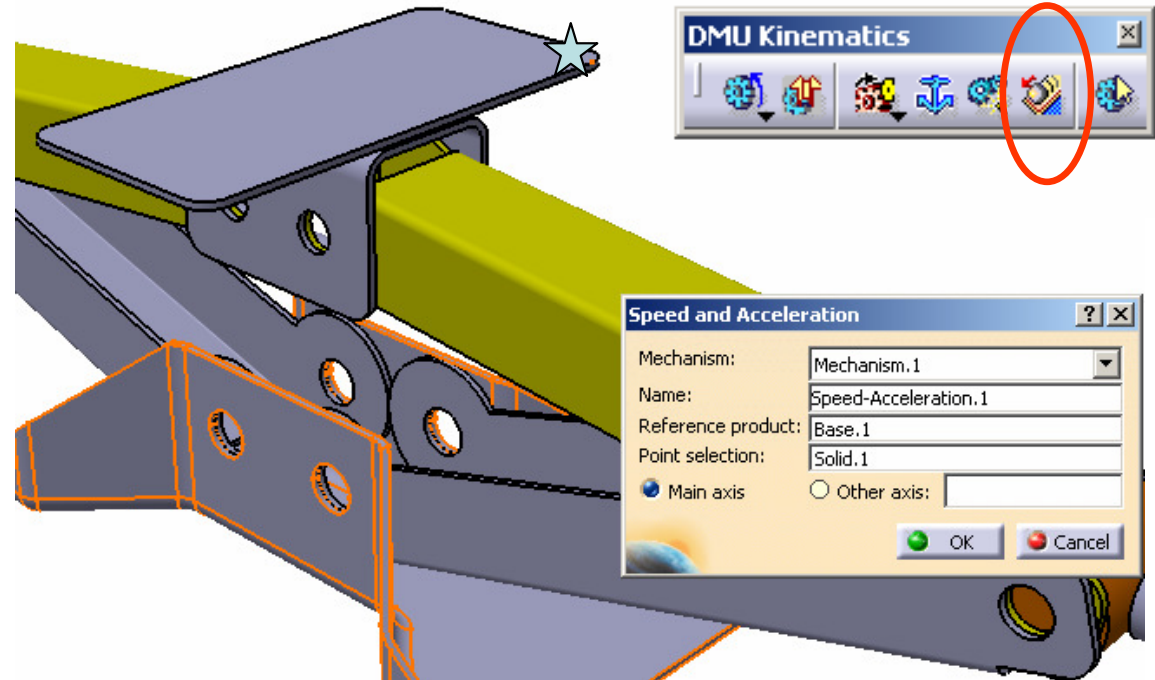 DMU Kinematics
Speed and Acceleration
Mechanism: Mechanism.1
Name: Speed-Acceleration.1
Reference product: Base.1
Point selection: Solid.1
Main axis Other axis:
OK Cancel